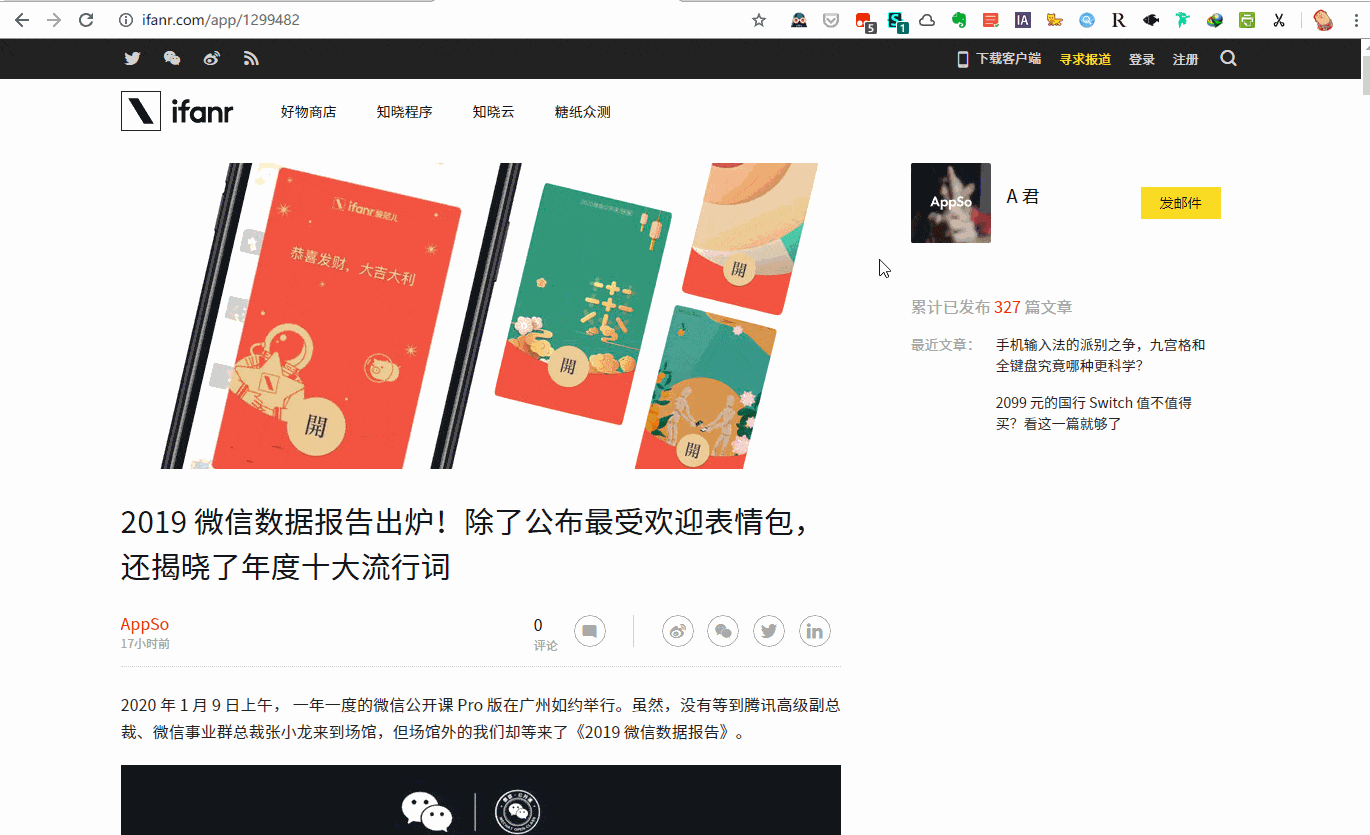 ifanr.com/app/1299482
5
1
IA
R
下载客户端
寻求报道
登录
注册
ifanr
好物商店
知晓程序
知晓云
糖纸众测
ifanr爱范儿
恭喜发财，大吉大利
開
開
開
開
AppSo
A 君
发邮件
累计已发布 327 篇文章
最近文章：
手机输入法的派别之争，九宫格和
全键盘究竟哪种更科学？
2099 元的国行 Switch 值不值得
买？看这一篇就够了
2019 微信数据报告出炉！除了公布最受欢迎表情包，
还揭晓了年度十大流行词
AppSo
17小时前
0
评论
2020 年 1 月 9 日上午， 一年一度的微信公开课 Pro 版在广州如约举行。虽然，没有等到腾讯高级副总
裁、微信事业群总裁张小龙来到场馆，但场馆外的我们却等来了《2019 微信数据报告》。